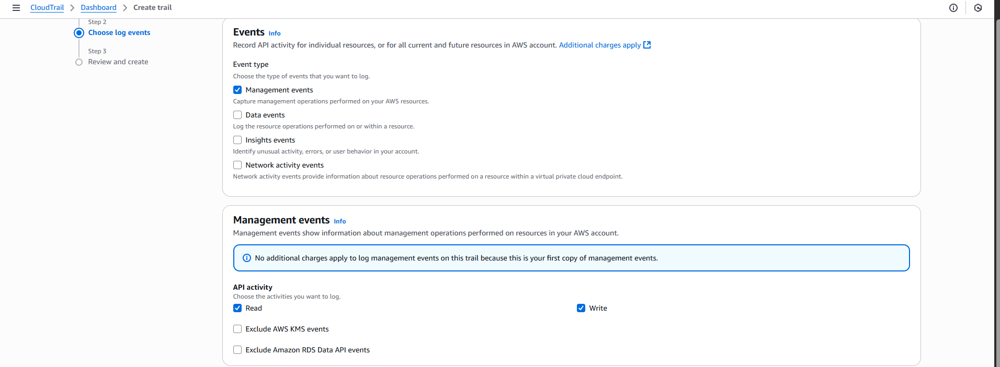 CloudTrail > Dashboard > Create trail
Step 2
Choose log events
Step 3
Review and create
Events Info
Record API activity for individual resources, or for all current and future resources in AWS account. Additional charges apply
Event type
Choose the type of events that you want to log.
Management events
Capture management operations performed on your AWS resources.
Data events
Log the resource operations performed on or within a resource.
Insights events
Identify unusual activity, errors, or user behavior in your account.
Network activity events
Network activity events provide information about resource operations performed on a resource within a virtual private cloud endpoint.
Management events Info
Management events show information about management operations performed on resources in your AWS account.
No additional charges apply to log management events on this trail because this is your first copy of management events.
API activity
Choose the activities you want to log.
Read Write
Exclude AWS KMS events
Exclude Amazon RDS Data API events